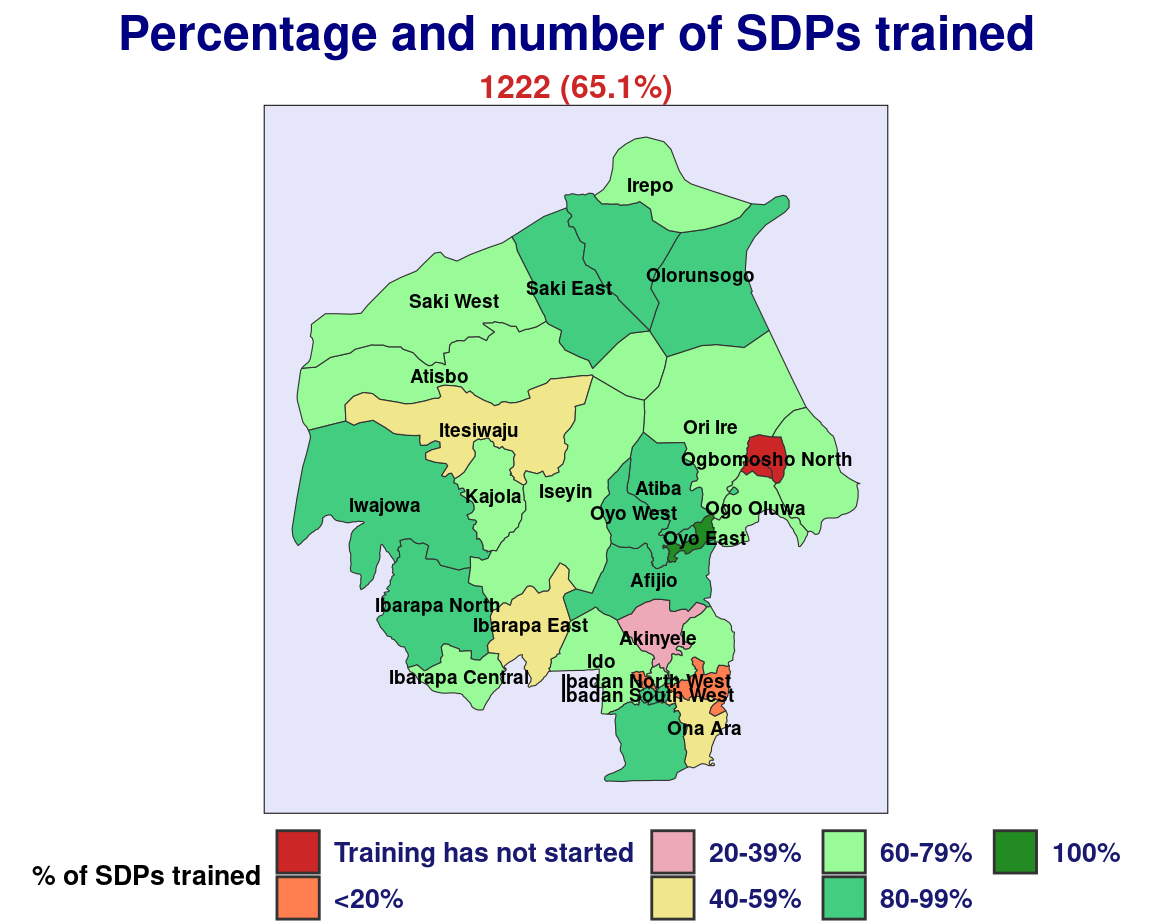 Percentage and number of SDPs trained
1222 (65.1%)
Irepo
Olorunsogo
Saki East
Saki West
Atisbo
Itesiwaju
Ori Ire
Ogbomosho North
Atiba
Iseyin
Kajola
Iwajowa
Ogo Oluwa
Oyo West
Oyo East
Afijio
Ibarapa North
Ibarapa East
Akinyele
Ido
Ibarapa Central
Ibadan North West
Ibadan South West
Ona Ara
% of SDPs trained
Training has not started
<20%
20-39%
40-59%
60-79%
80-99%
100%